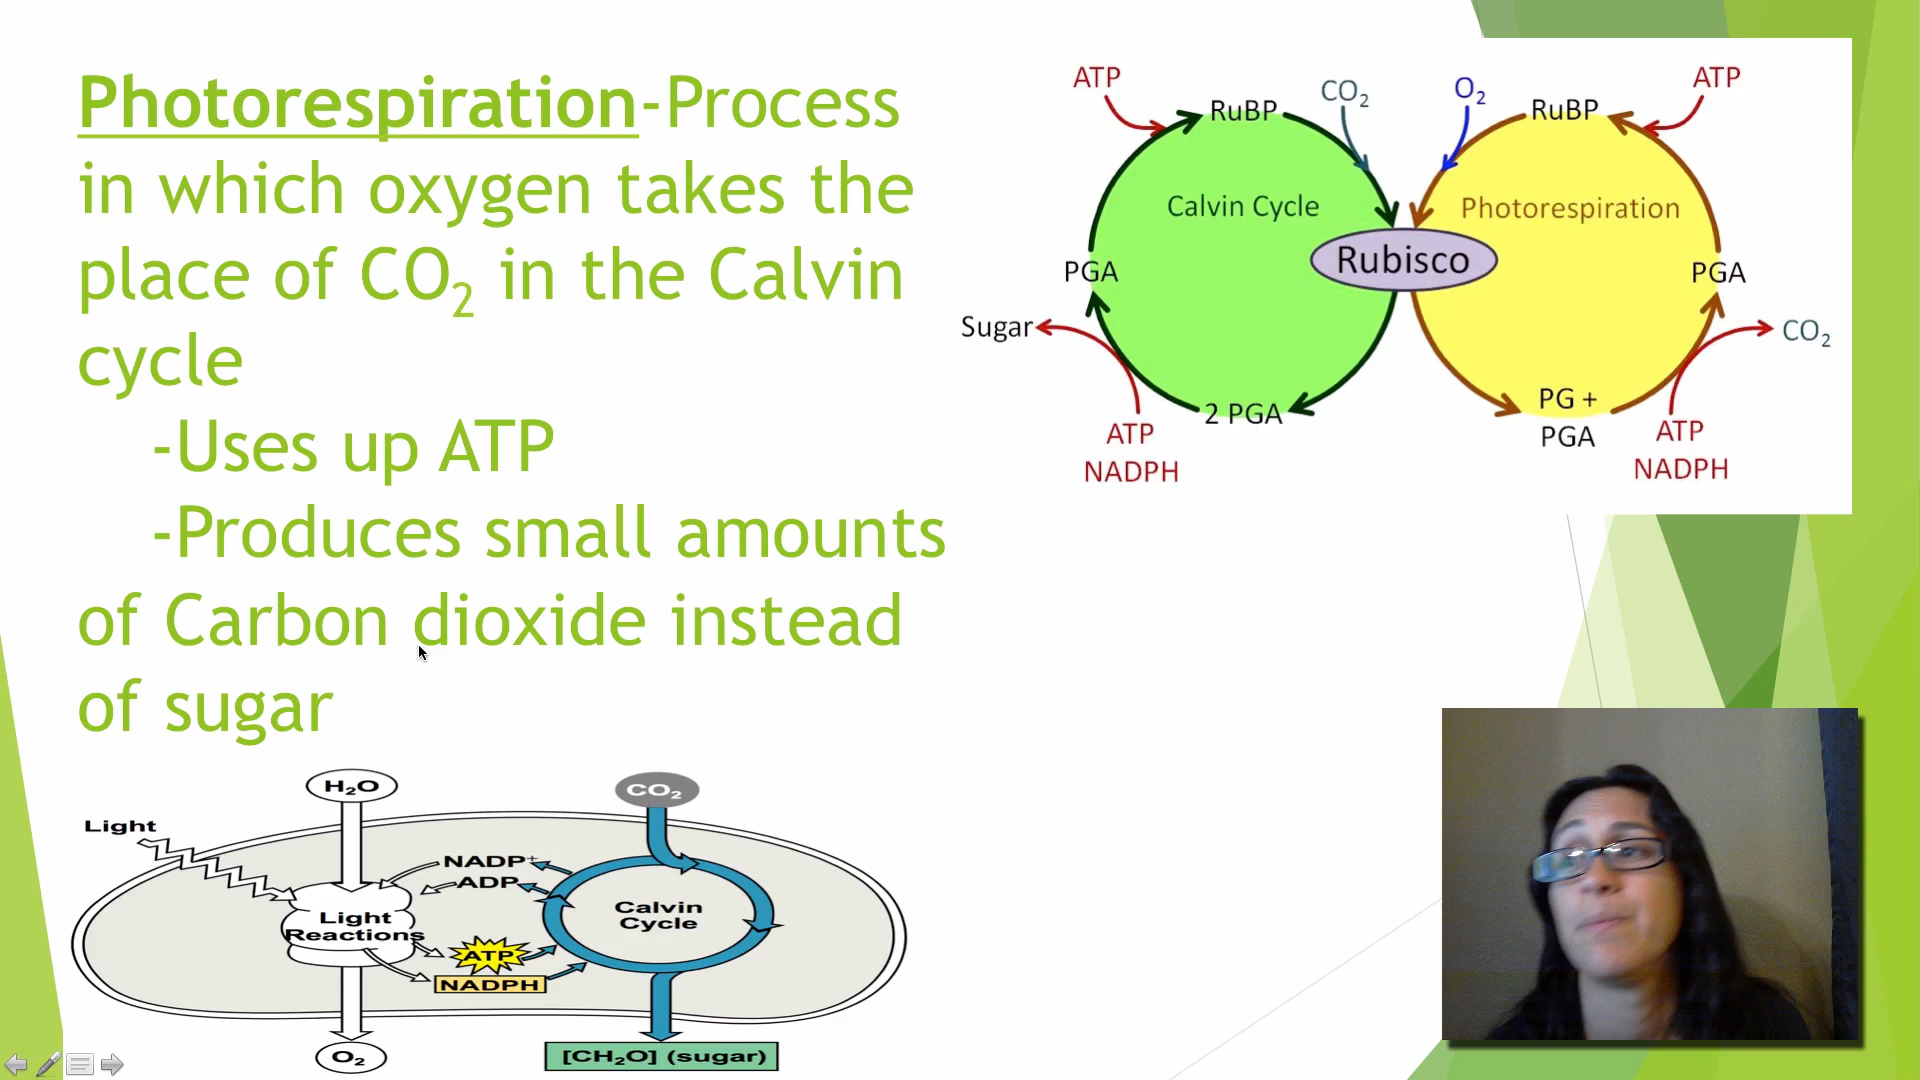 Photorespiration-Process
in which oxygen takes the
place of CO₂ in the Calvin
cycle
-Uses up ATP
-Produces small amounts
of Carbon dioxide instead
of sugar
ATP
RuBP
CO₂
O₂
RuBP
ATP
Calvin Cycle
Photorespiration
Rubisco
PGA
PGA
Sugar
CO₂
2 PGA
PG +
PGA
ATP
NADPH
ATP
NADPH
H₂O
CO₂
Light
NADP⁺
ADP
Light
Reactions
Calvin
Cycle
ATP
NADPH
O₂
[CH₂O] (sugar)